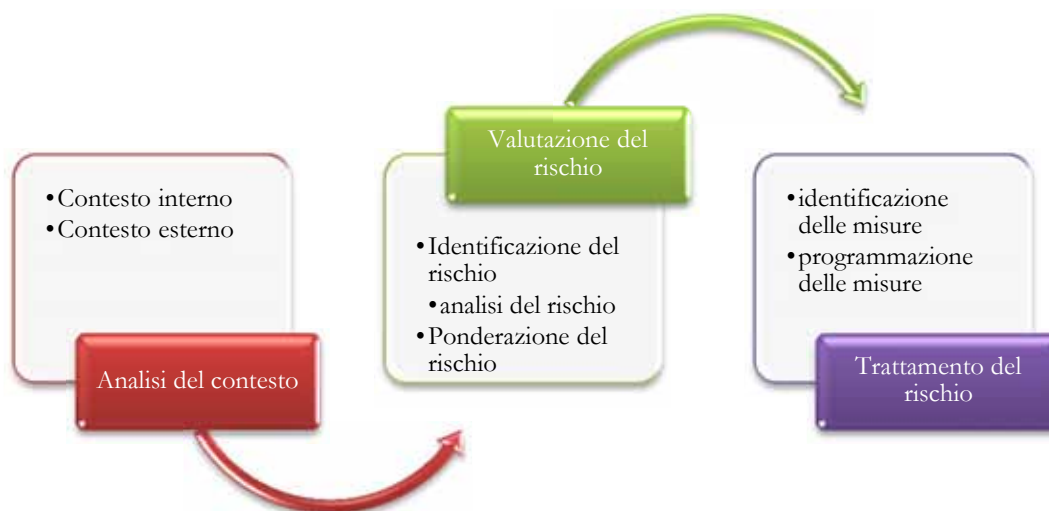 •Contesto interno
•Contesto esterno
Analisi del contesto
Valutazione del
rischio
•Identificazione del
rischio
•analisi del rischio
•Ponderazione del
rischio
•identificazione
delle misure
•programmazione
delle misure
Trattamento del
rischio